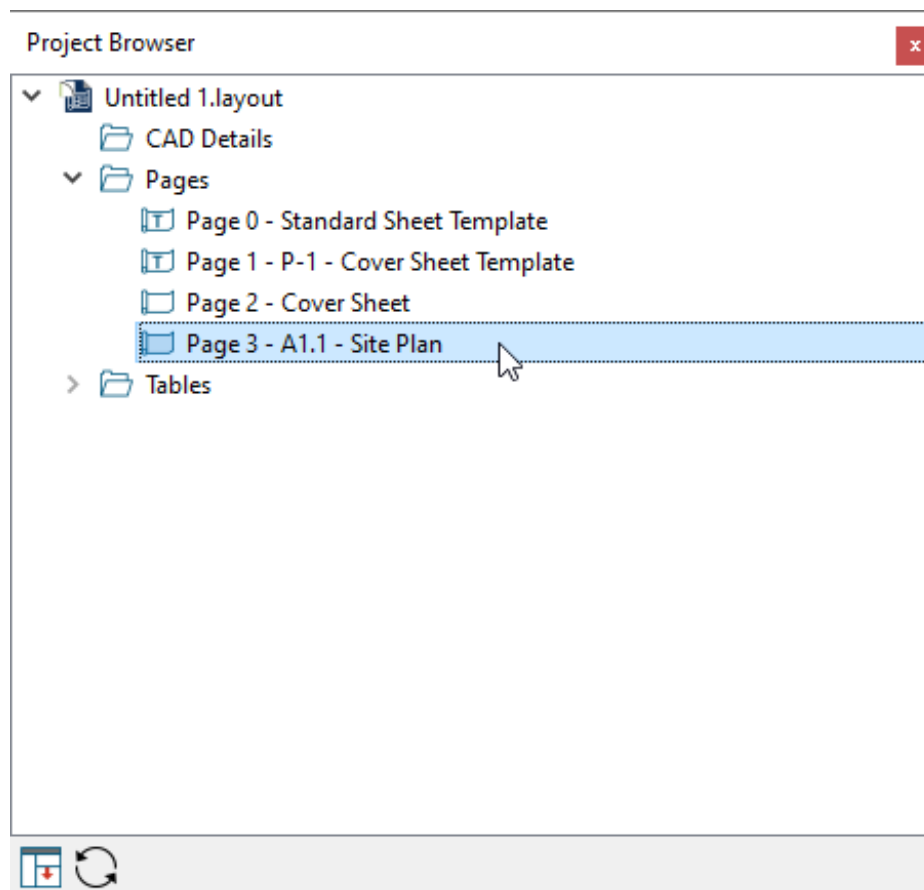 Project Browser
x
Untitled 1.layout
CAD Details
Pages
T Page 0 - Standard Sheet Template
T Page 1 - P-1 - Cover Sheet Template
Page 2 - Cover Sheet
Page 3 - A1.1 - Site Plan
Tables